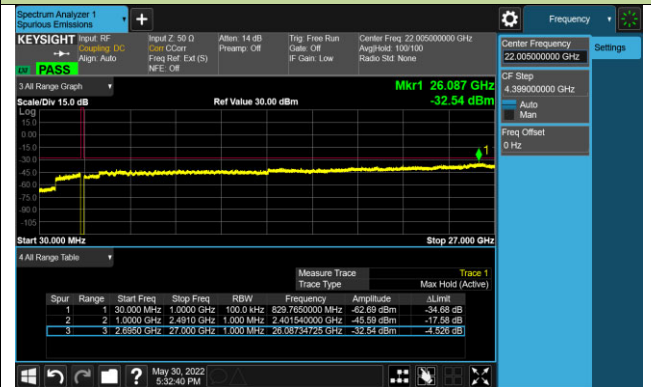 Spectrum Analyzer 1
Spurious Emissions
Frequency
KEYSIGHT Input: RF Input Z: 50 Ω Atten: 14 dB Trig: Free Run Center Freq: 22.005000000 GHz
Coupling: DC Corr CCorr Preamp: Off Gate: Off Avg|Hold: 100/100
Align: Auto Freq Ref: Ext (S) IF Gain: Low Radio Std: None
NFE: Off
PASS
Center Frequency
22.005000000 GHz
Settings
CF Step
4.399000000 GHz
Auto
Man
Freq Offset
0 Hz
3 All Range Graph
Mkr1 26.087 GHz
Scale/Div 15.0 dB Ref Value 30.00 dBm -32.54 dBm
Log
15.0
0.00
-15.0
-30.0
-45.0
-60.0
-75.0
-90.0
-105
1
Start 30.000 MHz Stop 27.000 GHz
4 All Range Table
Measure Trace Trace 1
Trace Type Max Hold (Active)
Spur Range Start Freq Stop Freq RBW Frequency Amplitude ΔLimit
1 1 30.000 MHz 1.0000 GHz 100.0 kHz 829.7650000 MHz -62.69 dBm -34.68 dB
2 2 1.0000 GHz 2.4910 GHz 1.000 MHz 2.401540000 GHz -45.59 dBm -17.58 dB
3 3 2.6950 GHz 27.000 GHz 1.000 MHz 26.08734725 GHz -32.54 dBm -4.526 dB
May 30, 2022
5:32:40 PM